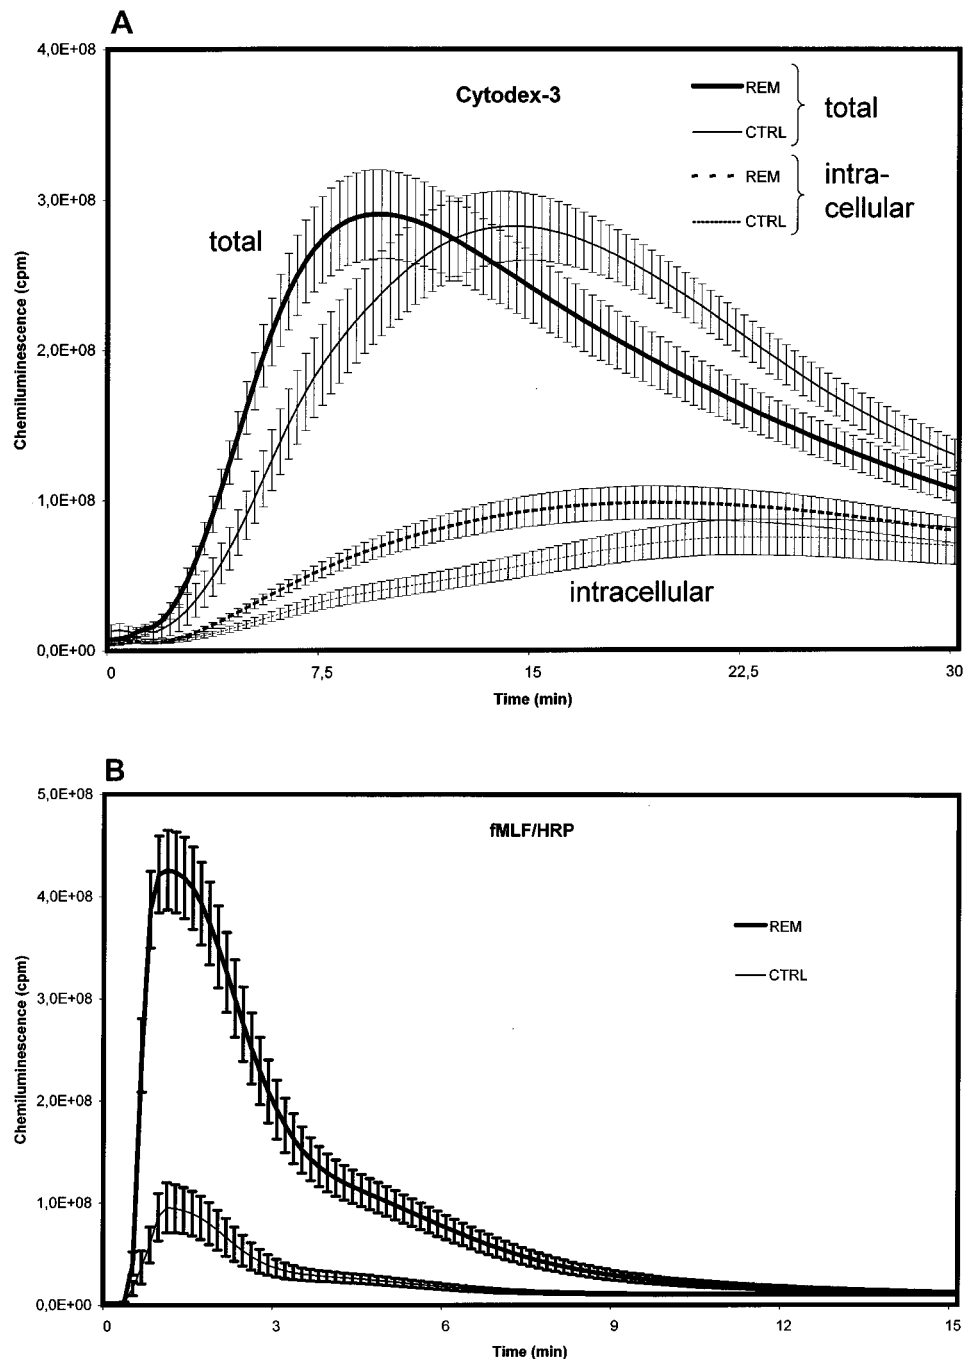 A
4,0E+08
3,0E+08
2,0E+08
1,0E+08
0,0E+00
Chemiluminescence (cpm)
Cytodex-3
REM
CTRL
total
REM
CTRL
intra-
cellular
total
intracellular
0 7,5 15 22,5 30
Time (min)
B
5,0E+08
4,0E+08
3,0E+08
2,0E+08
1,0E+08
0,0E+00
Chemiluminescence (cpm)
fMLF/HRP
REM
CTRL
0 3 6 9 12 15
Time (min)